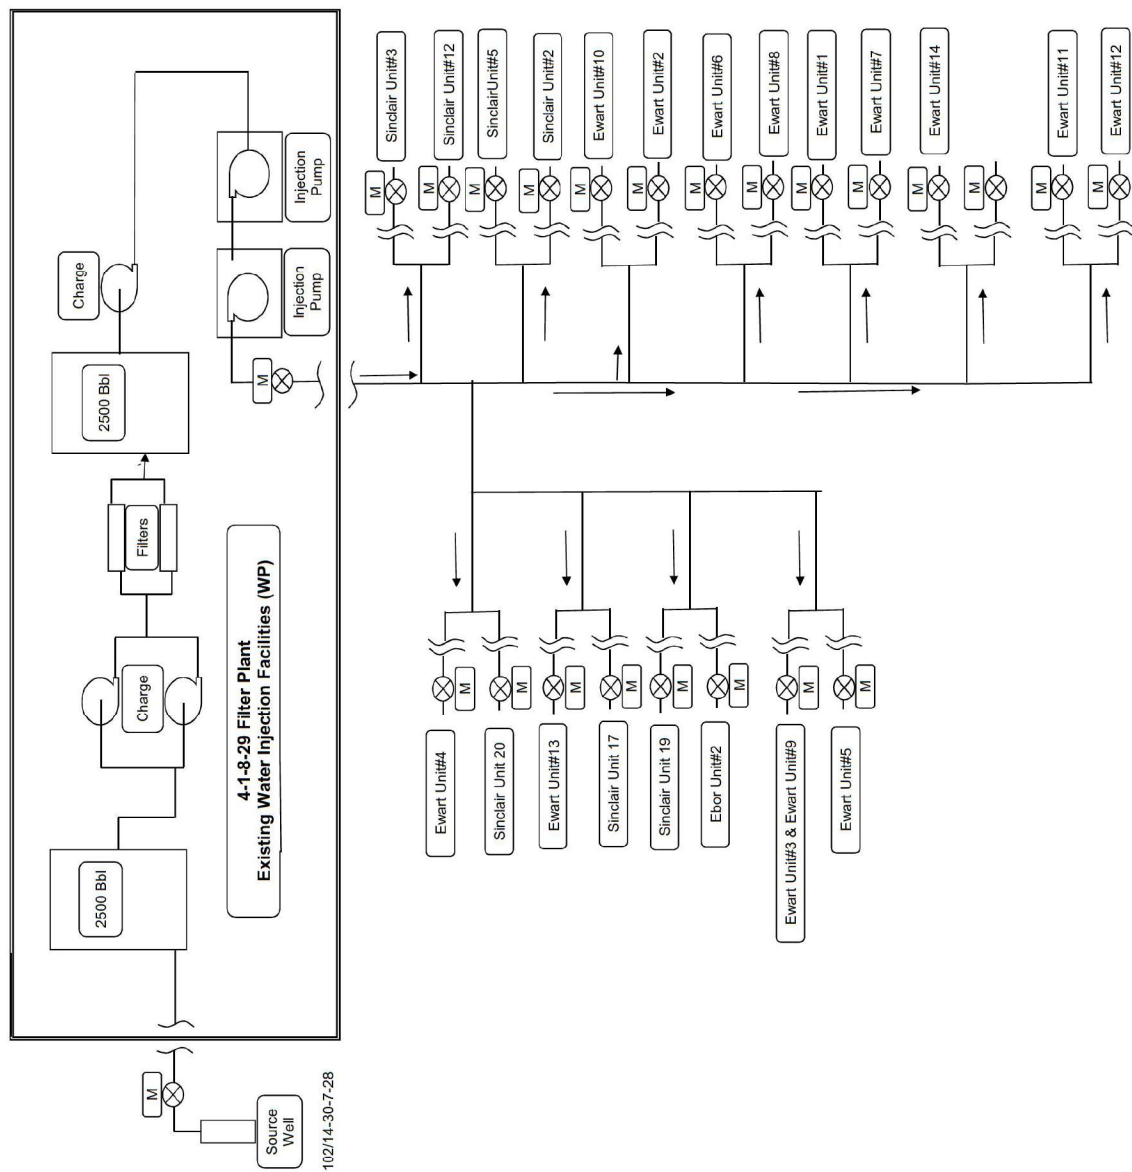 Source
Well
102/14-30-7-28
M
2500 Bbl
Charge
Filters
2500 Bbl
Charge
Injection
Pump
Injection
Pump
M
4-1-8-29 Filter Plant
Existing Water Injection Facilities (WP)
Sinclair Unit#3
M
Sinclair Unit#12
M
SinclairUnit#5
M
Sinclair Unit#2
M
Ewart Unit#10
M
Ewart Unit#2
M
Ewart Unit#6
M
Ewart Unit#8
M
Ewart Unit#1
M
Ewart Unit#7
M
Ewart Unit#14
M
M
Ewart Unit#11
M
Ewart Unit#12
M
Ewart Unit#4
M
Sinclair Unit 20
M
Ewart Unit#13
M
Sinclair Unit 17
M
Sinclair Unit 19
M
Ebor Unit#2
M
Ewart Unit#3 & Ewart Unit#9
M
Ewart Unit#5
M